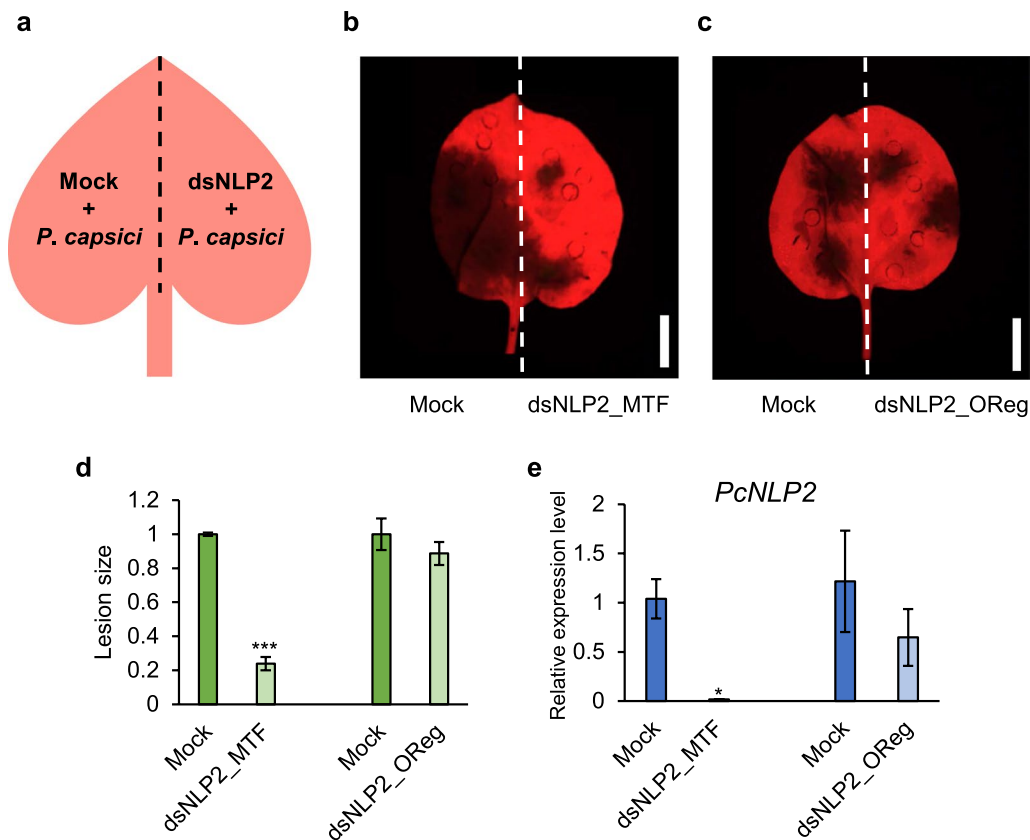 a
Mock
+
P. capsici
dsNLP2
+
P. capsici
b
Mock
dsNLP2_MTF
c
Mock
dsNLP2_OReg
d
Lesion size
1.2
1
0.8
0.6
0.4
0.2
0
***
Mock
dsNLP2_MTF
Mock
dsNLP2_OReg
e
PcNLP2
Relative expression level
2
1.5
1
0.5
0
*
Mock
dsNLP2_MTF
Mock
dsNLP2_OReg